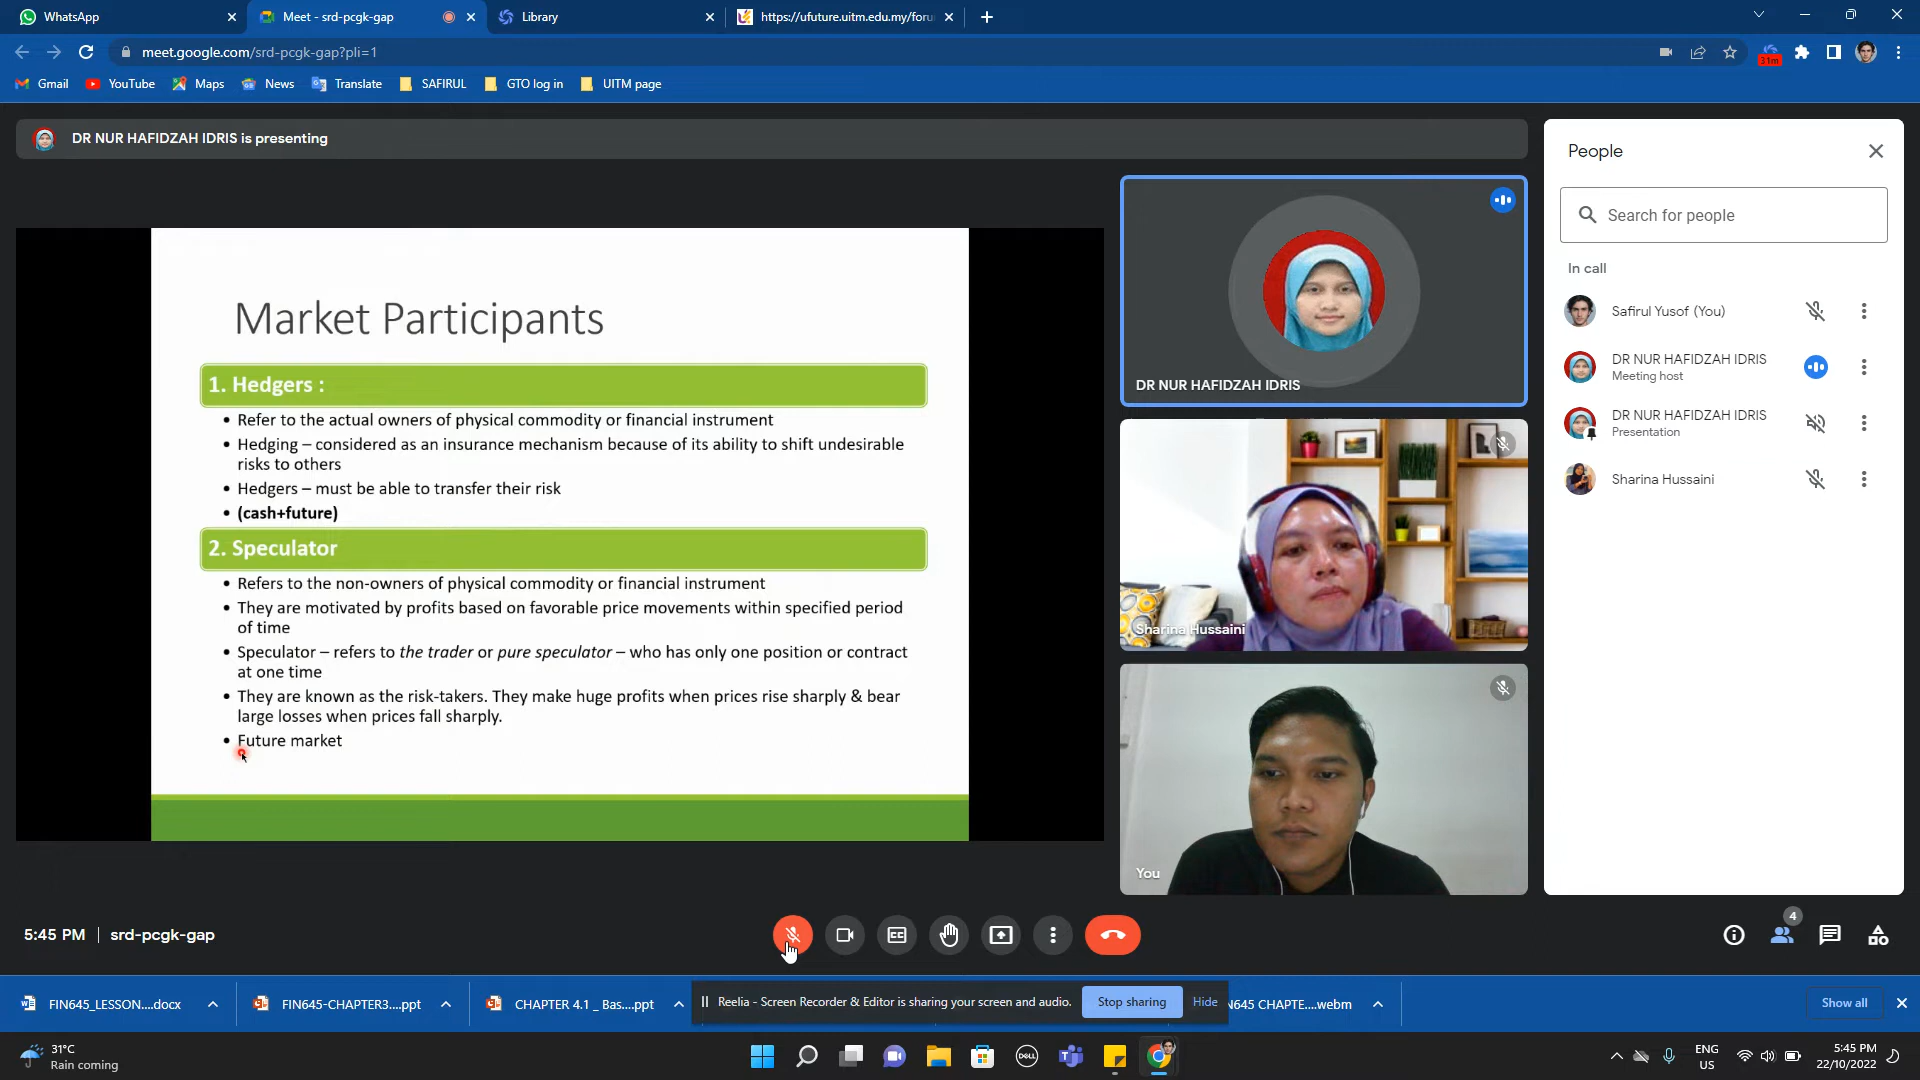 WhatsApp
Meet - srd-pcgk-gap
Library
https://ufuture.uitm.edu.my/foru
meet.google.com/srd-pcgk-gap?pli=1
31m
Gmail
YouTube
Maps
News
Translate
SAFIRUL
GTO log in
UITM page
DR NUR HAFIDZAH IDRIS is presenting
Market Participants
1. Hedgers :
• Refer to the actual owners of physical commodity or financial instrument
• Hedging – considered as an insurance mechanism because of its ability to shift undesirable
risks to others
• Hedgers – must be able to transfer their risk
• (cash+future)
2. Speculator
• Refers to the non-owners of physical commodity or financial instrument
• They are motivated by profits based on favorable price movements within specified period
of time
• Speculator – refers to the trader or pure speculator – who has only one position or contract
at one time
• They are known as the risk-takers. They make huge profits when prices rise sharply & bear
large losses when prices fall sharply.
• Future market
DR NUR HAFIDZAH IDRIS
Sharina Hussaini
You
People
Search for people
In call
Safirul Yusof (You)
DR NUR HAFIDZAH IDRIS
Meeting host
DR NUR HAFIDZAH IDRIS
Presentation
Sharina Hussaini
5:45 PM | srd-pcgk-gap
CC
4
FIN645_LESSON....docx
FIN645-CHAPTER3....ppt
CHAPTER 4.1 _ Bas....ppt
Reelia - Screen Recorder & Editor is sharing your screen and audio.
Stop sharing
Hide
N645 CHAPTE....webm
Show all
31°C
Rain coming
DELL
ENG
US
5:45 PM
22/10/2022